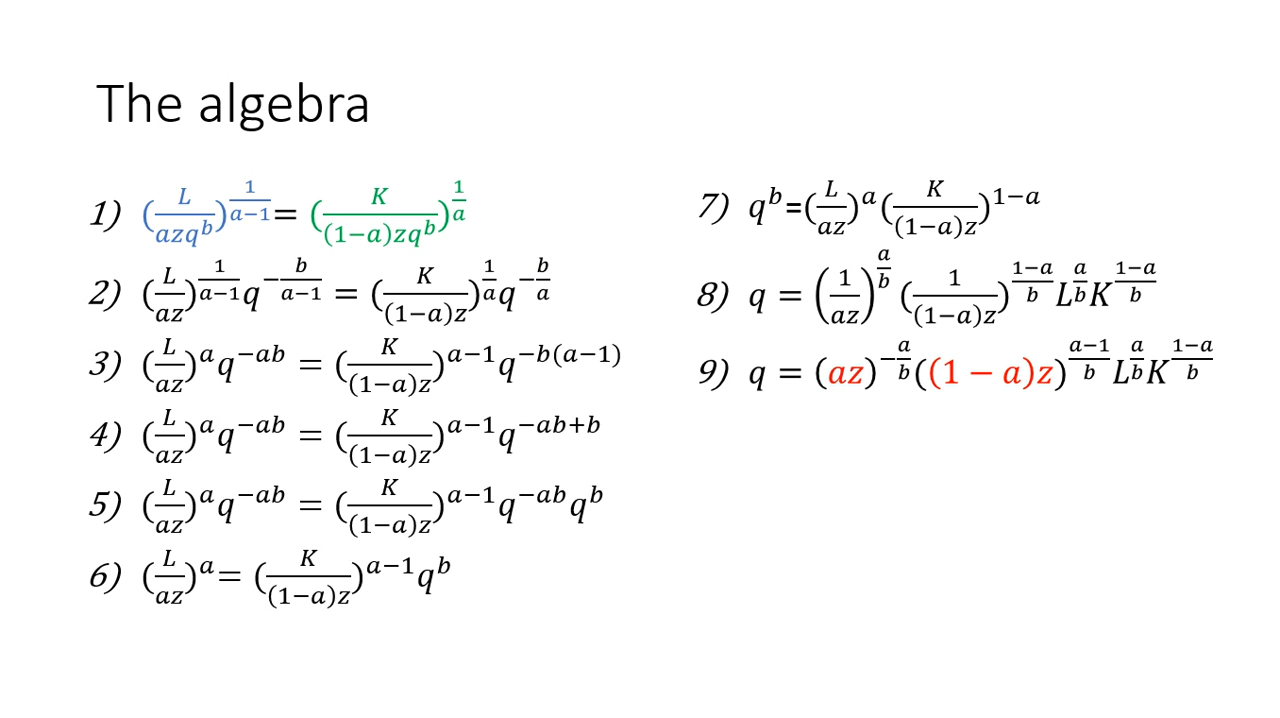 The algebra
1) (L/(azq^b))^(1/(a−1)) = (K/((1−a)zq^b))^(1/a)
2) (L/(az))^(1/(a−1)) q^(−b/(a−1)) = (K/((1−a)z))^(1/a) q^(−b/a)
3) (L/(az))^a q^(−ab) = (K/((1−a)z))^(a−1) q^(−b(a−1))
4) (L/(az))^a q^(−ab) = (K/((1−a)z))^(a−1) q^(−ab+b)
5) (L/(az))^a q^(−ab) = (K/((1−a)z))^(a−1) q^(−ab) q^b
6) (L/(az))^a = (K/((1−a)z))^(a−1) q^b
7) q^b = (L/(az))^a (K/((1−a)z))^(1−a)
8) q = (1/(az))^(a/b) (1/((1−a)z))^((1−a)/b) L^(a/b) K^((1−a)/b)
9) q = (az)^(−a/b) ((1−a)z)^((a−1)/b) L^(a/b) K^((1−a)/b)